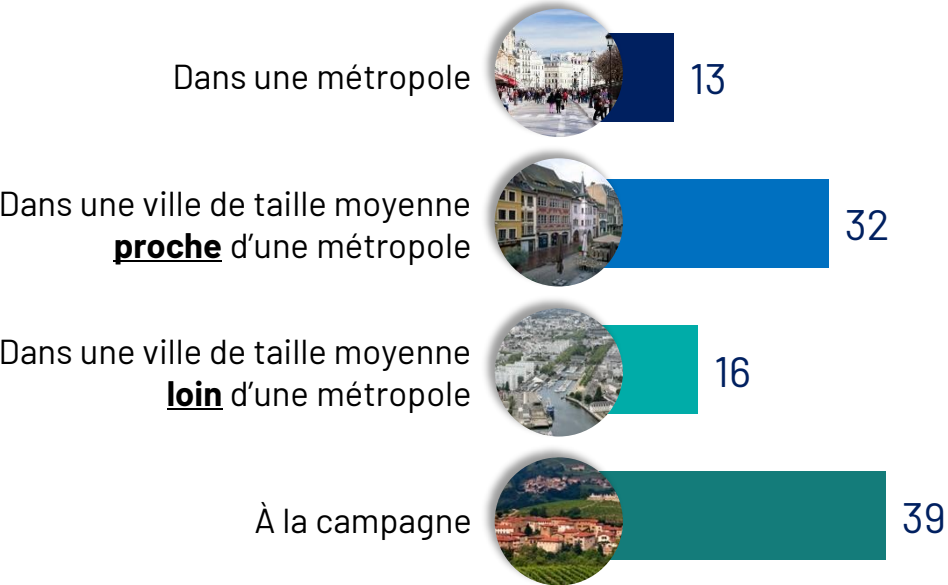 Dans une métropole
13
Dans une ville de taille moyenne
proche d’une métropole
32
Dans une ville de taille moyenne
loin d’une métropole
16
À la campagne
39